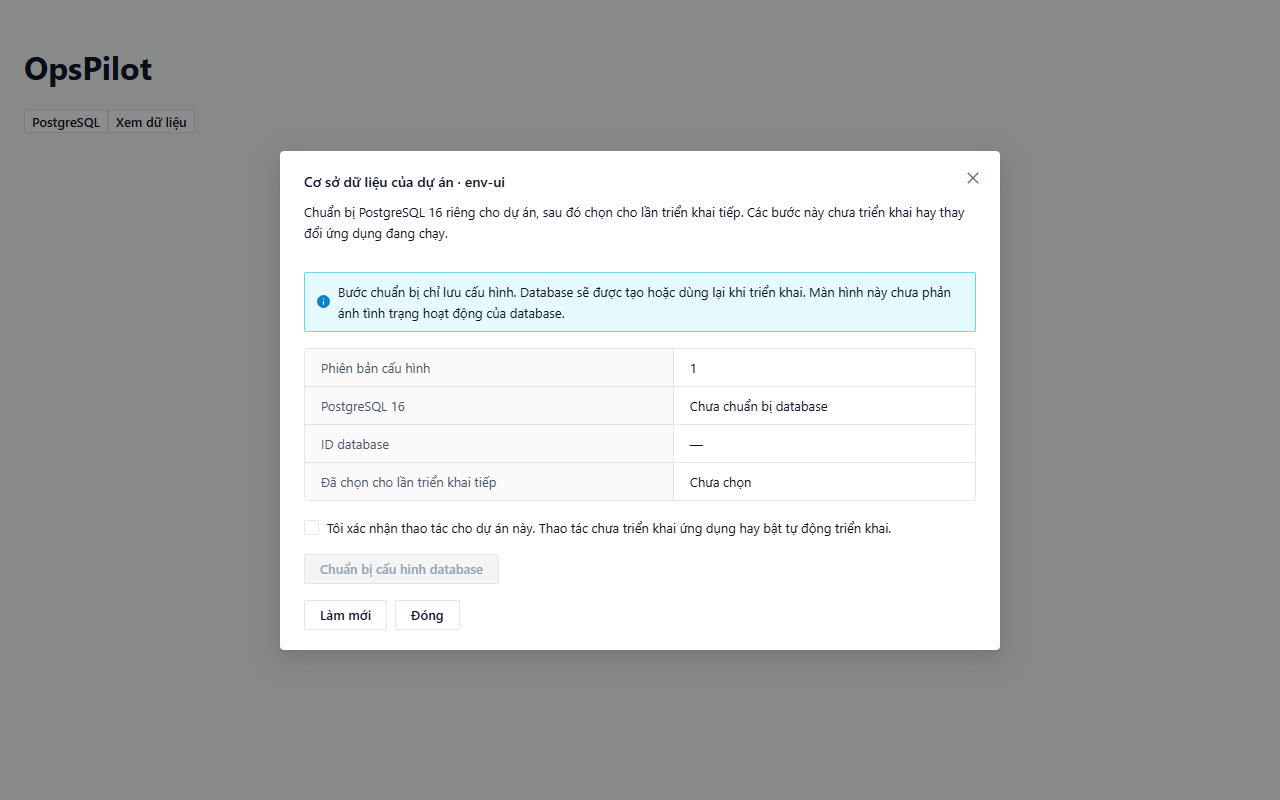 OpsPilot
PostgreSQL
Xem dữ liệu
Cơ sở dữ liệu của dự án · env-ui
Chuẩn bị PostgreSQL 16 riêng cho dự án, sau đó chọn cho lần triển khai tiếp. Các bước này chưa triển khai hay thay
đổi ứng dụng đang chạy.
Bước chuẩn bị chỉ lưu cấu hình. Database sẽ được tạo hoặc dùng lại khi triển khai. Màn hình này chưa phản
ánh tình trạng hoạt động của database.
Phiên bản cấu hình
1
PostgreSQL 16
Chưa chuẩn bị database
ID database
—
Đã chọn cho lần triển khai tiếp
Chưa chọn
Tôi xác nhận thao tác cho dự án này. Thao tác chưa triển khai ứng dụng hay bật tự động triển khai.
Chuẩn bị cấu hình database
Làm mới
Đóng